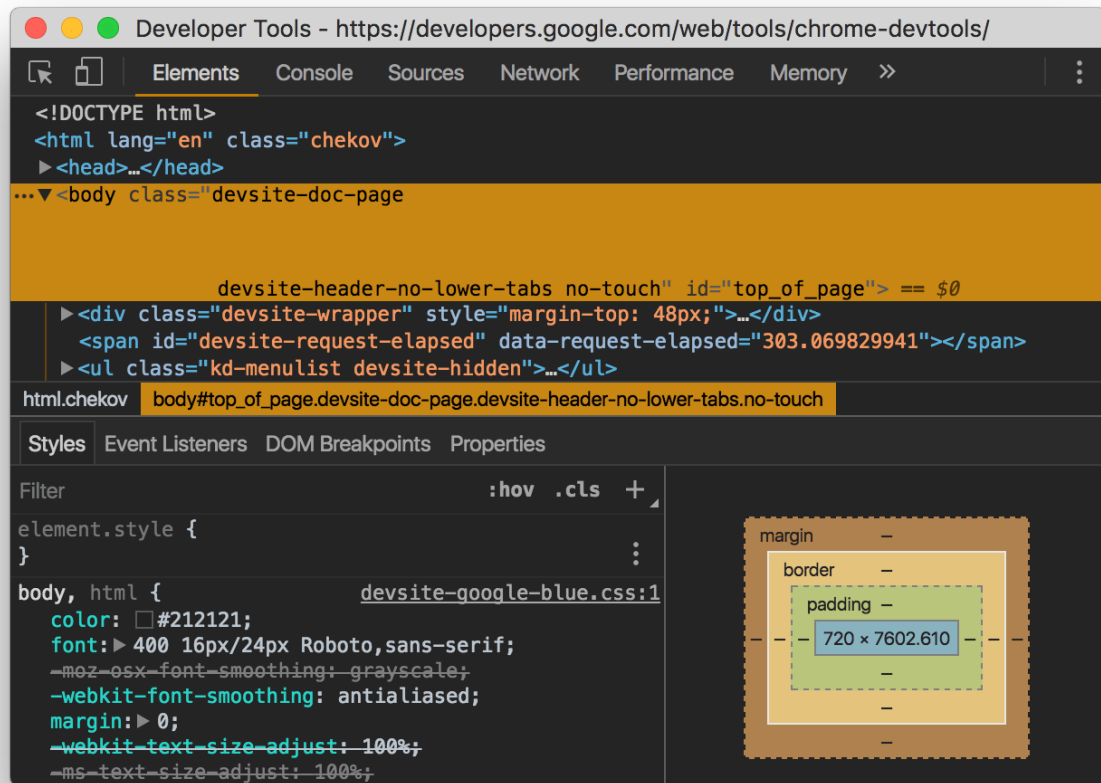 Developer Tools - https://developers.google.com/web/tools/chrome-devtools/
Elements Console Sources Network Performance Memory »
<!DOCTYPE html>
<html lang="en" class="chekov">
▶<head>…</head>
…▼<body class="devsite-doc-page
devsite-header-no-lower-tabs no-touch" id="top_of_page"> == $0
▶<div class="devsite-wrapper" style="margin-top: 48px;">…</div>
<span id="devsite-request-elapsed" data-request-elapsed="303.069829941"></span>
▶<ul class="kd-menulist devsite-hidden">…</ul>
html.chekov body#top_of_page.devsite-doc-page.devsite-header-no-lower-tabs.no-touch
Styles Event Listeners DOM Breakpoints Properties
Filter :hov .cls +
element.style {
}
body, html { devsite-google-blue.css:1
color: #212121;
font:▶400 16px/24px Roboto,sans-serif;
-moz-osx-font-smoothing: grayscale;
-webkit-font-smoothing: antialiased;
margin:▶0;
-webkit-text-size-adjust: 100%;
-ms-text-size-adjust: 100%;
margin –
border –
padding –
– – – 720 × 7602.610 – – –
–
–
–